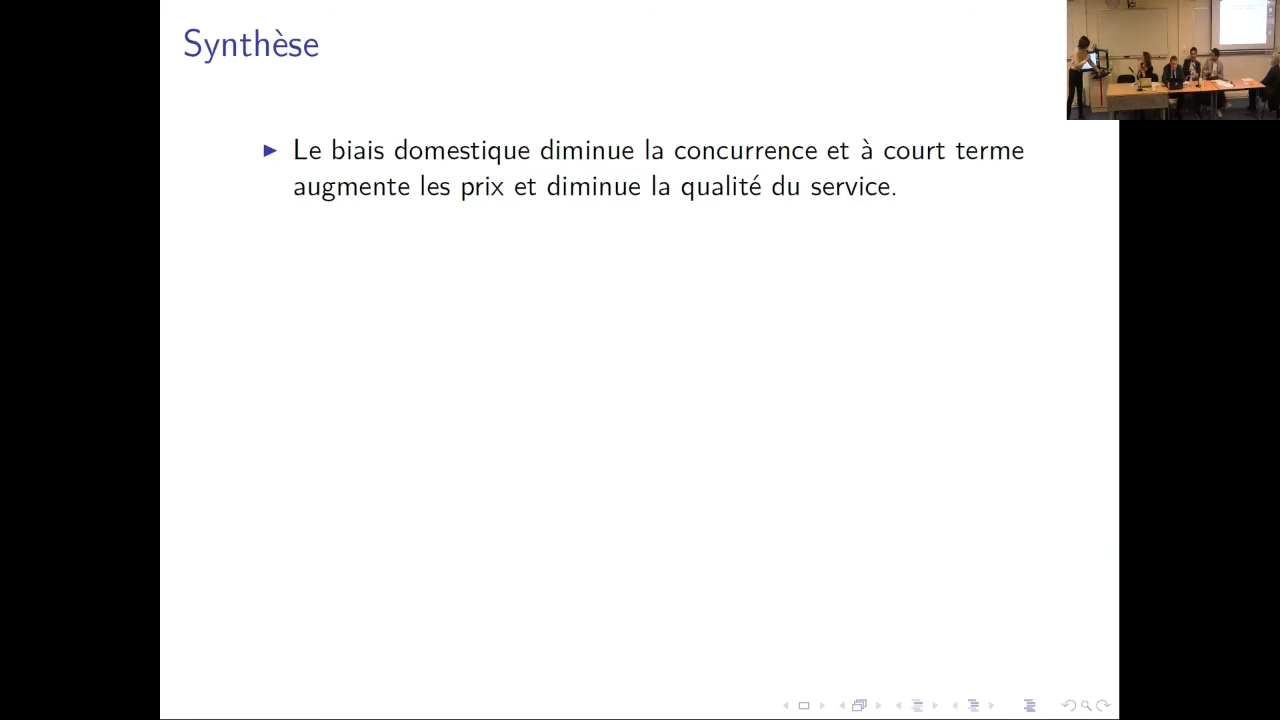 Synthèse
Le biais domestique diminue la concurrence et à court terme
augmente les prix et diminue la qualité du service.